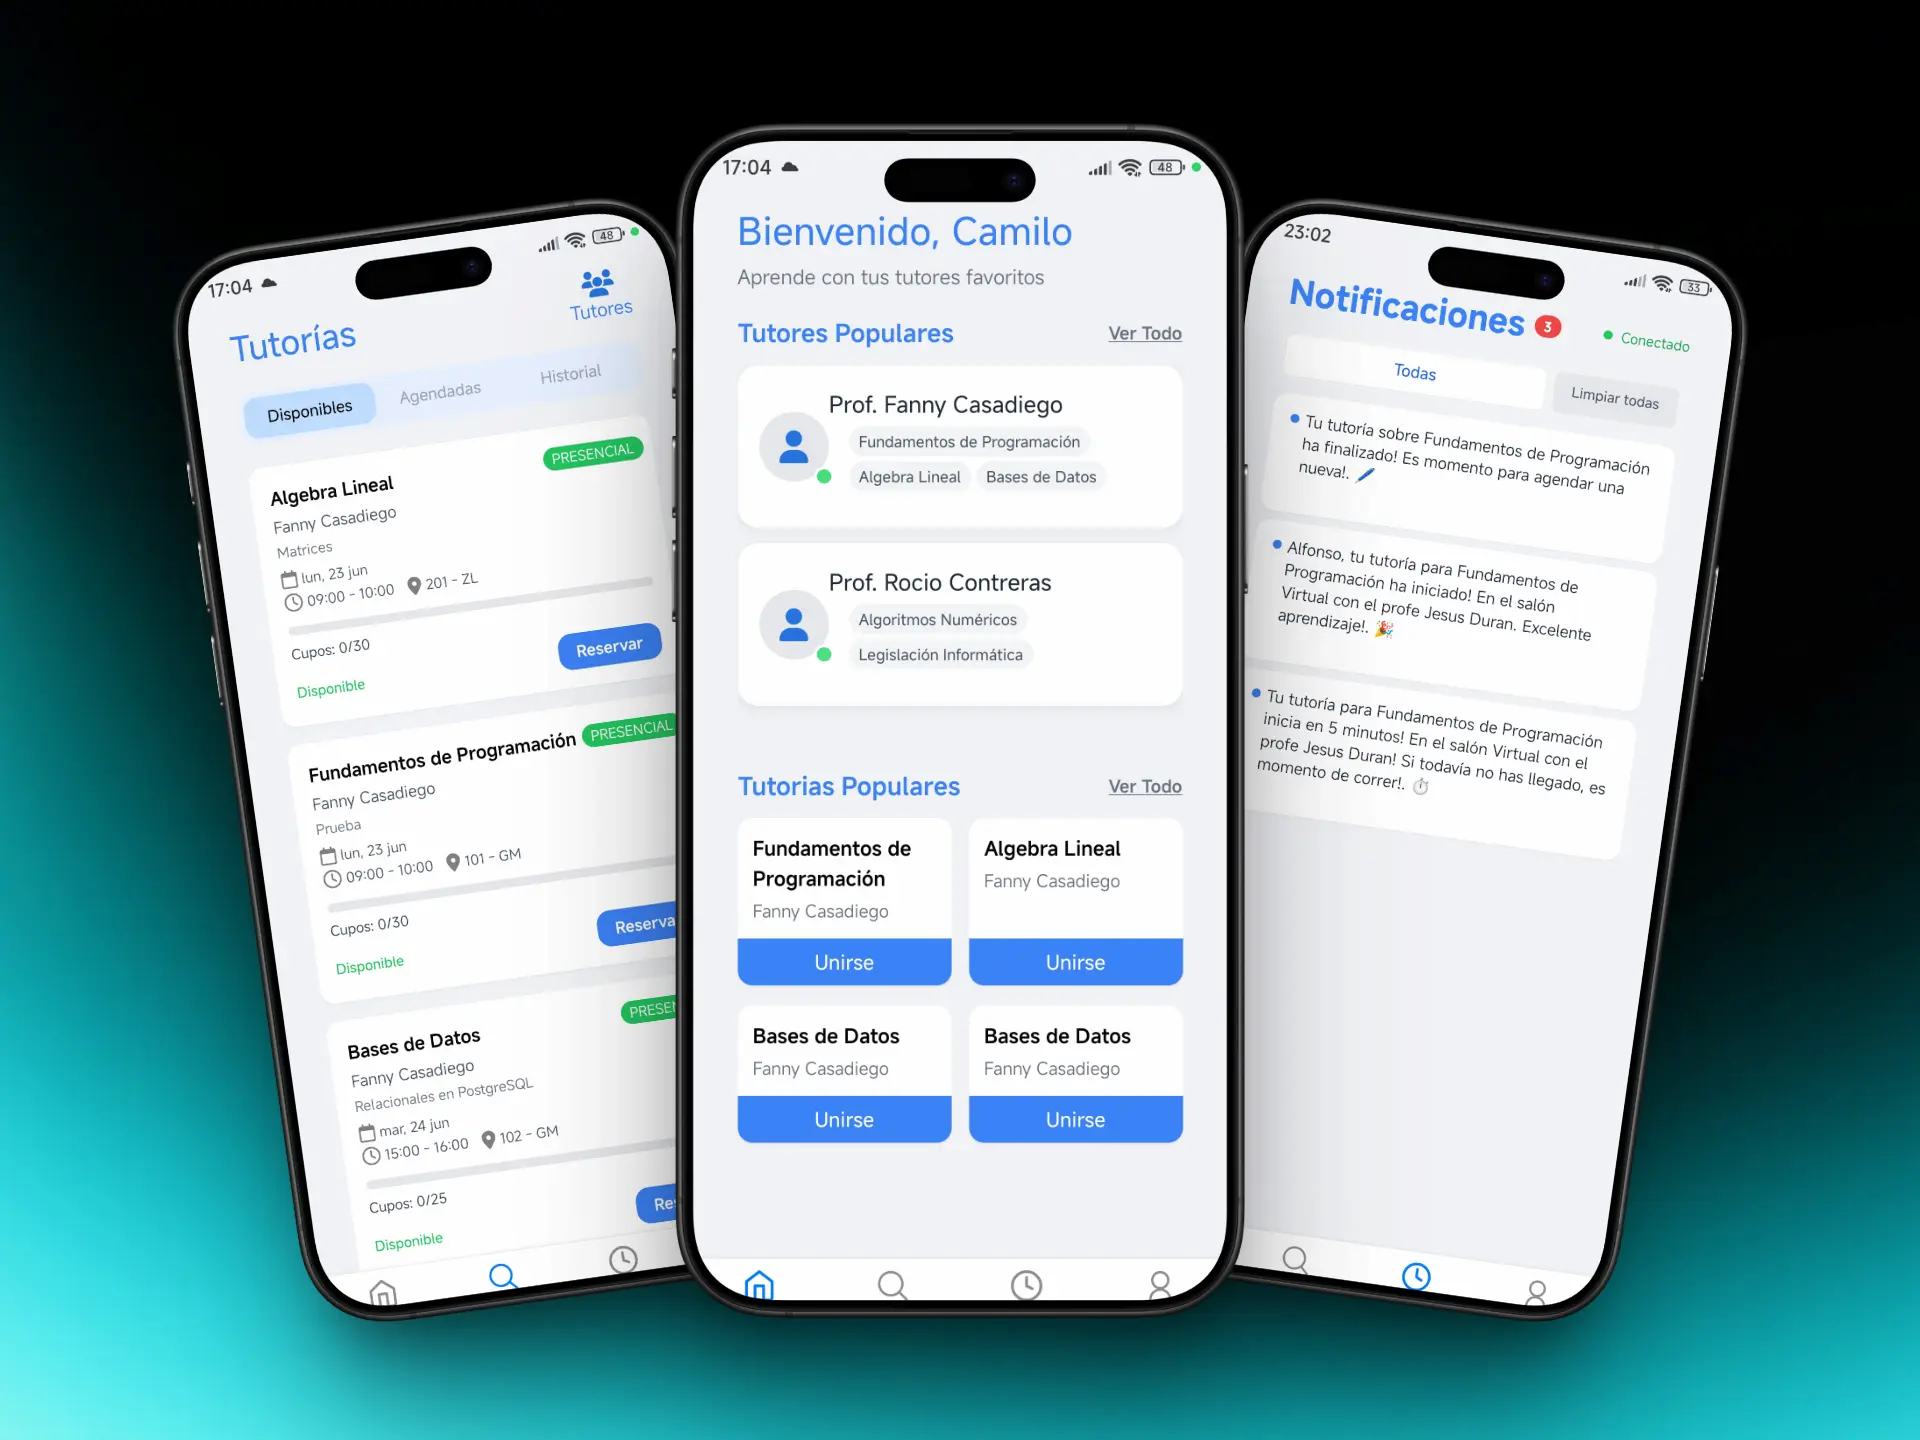 17:04
48
Tutores
Tutorías
Disponibles
Agendadas
Historial
PRESENCIAL
Algebra Lineal
Fanny Casadiego
Matrices
lun, 23 jun
09:00 - 10:00
201 - ZL
Cupos: 0/30
Reservar
Disponible
Fundamentos de Programación
PRESENCIAL
Fanny Casadiego
Prueba
lun, 23 jun
09:00 - 10:00
101 - GM
Cupos: 0/30
Reserva
Disponible
Bases de Datos
PRESEN
Fanny Casadiego
Relacionales en PostgreSQL
mar, 24 jun
15:00 - 16:00
102 - GM
Cupos: 0/25
Re
Disponible
17:04
48
Bienvenido, Camilo
Aprende con tus tutores favoritos
Tutores Populares
Ver Todo
Prof. Fanny Casadiego
Fundamentos de Programación
Algebra Lineal
Bases de Datos
Prof. Rocio Contreras
Algoritmos Numéricos
Legislación Informática
Tutorias Populares
Ver Todo
Fundamentos de
Programación
Fanny Casadiego
Unirse
Algebra Lineal
Fanny Casadiego
Unirse
Bases de Datos
Fanny Casadiego
Unirse
Bases de Datos
Fanny Casadiego
Unirse
23:02
33
Notificaciones
3
Conectado
Todas
Limpiar todas
Tu tutoría sobre Fundamentos de Programación
ha finalizado! Es momento para agendar una
nueva!. 🖊️
Alfonso, tu tutoría para Fundamentos de
Programación ha iniciado! En el salón
Virtual con el profe Jesus Duran. Excelente
aprendizaje!. 🎉
Tu tutoría para Fundamentos de Programación
inicia en 5 minutos! En el salón Virtual con el
profe Jesus Duran! Si todavía no has llegado, es
momento de correr!. ⏱️